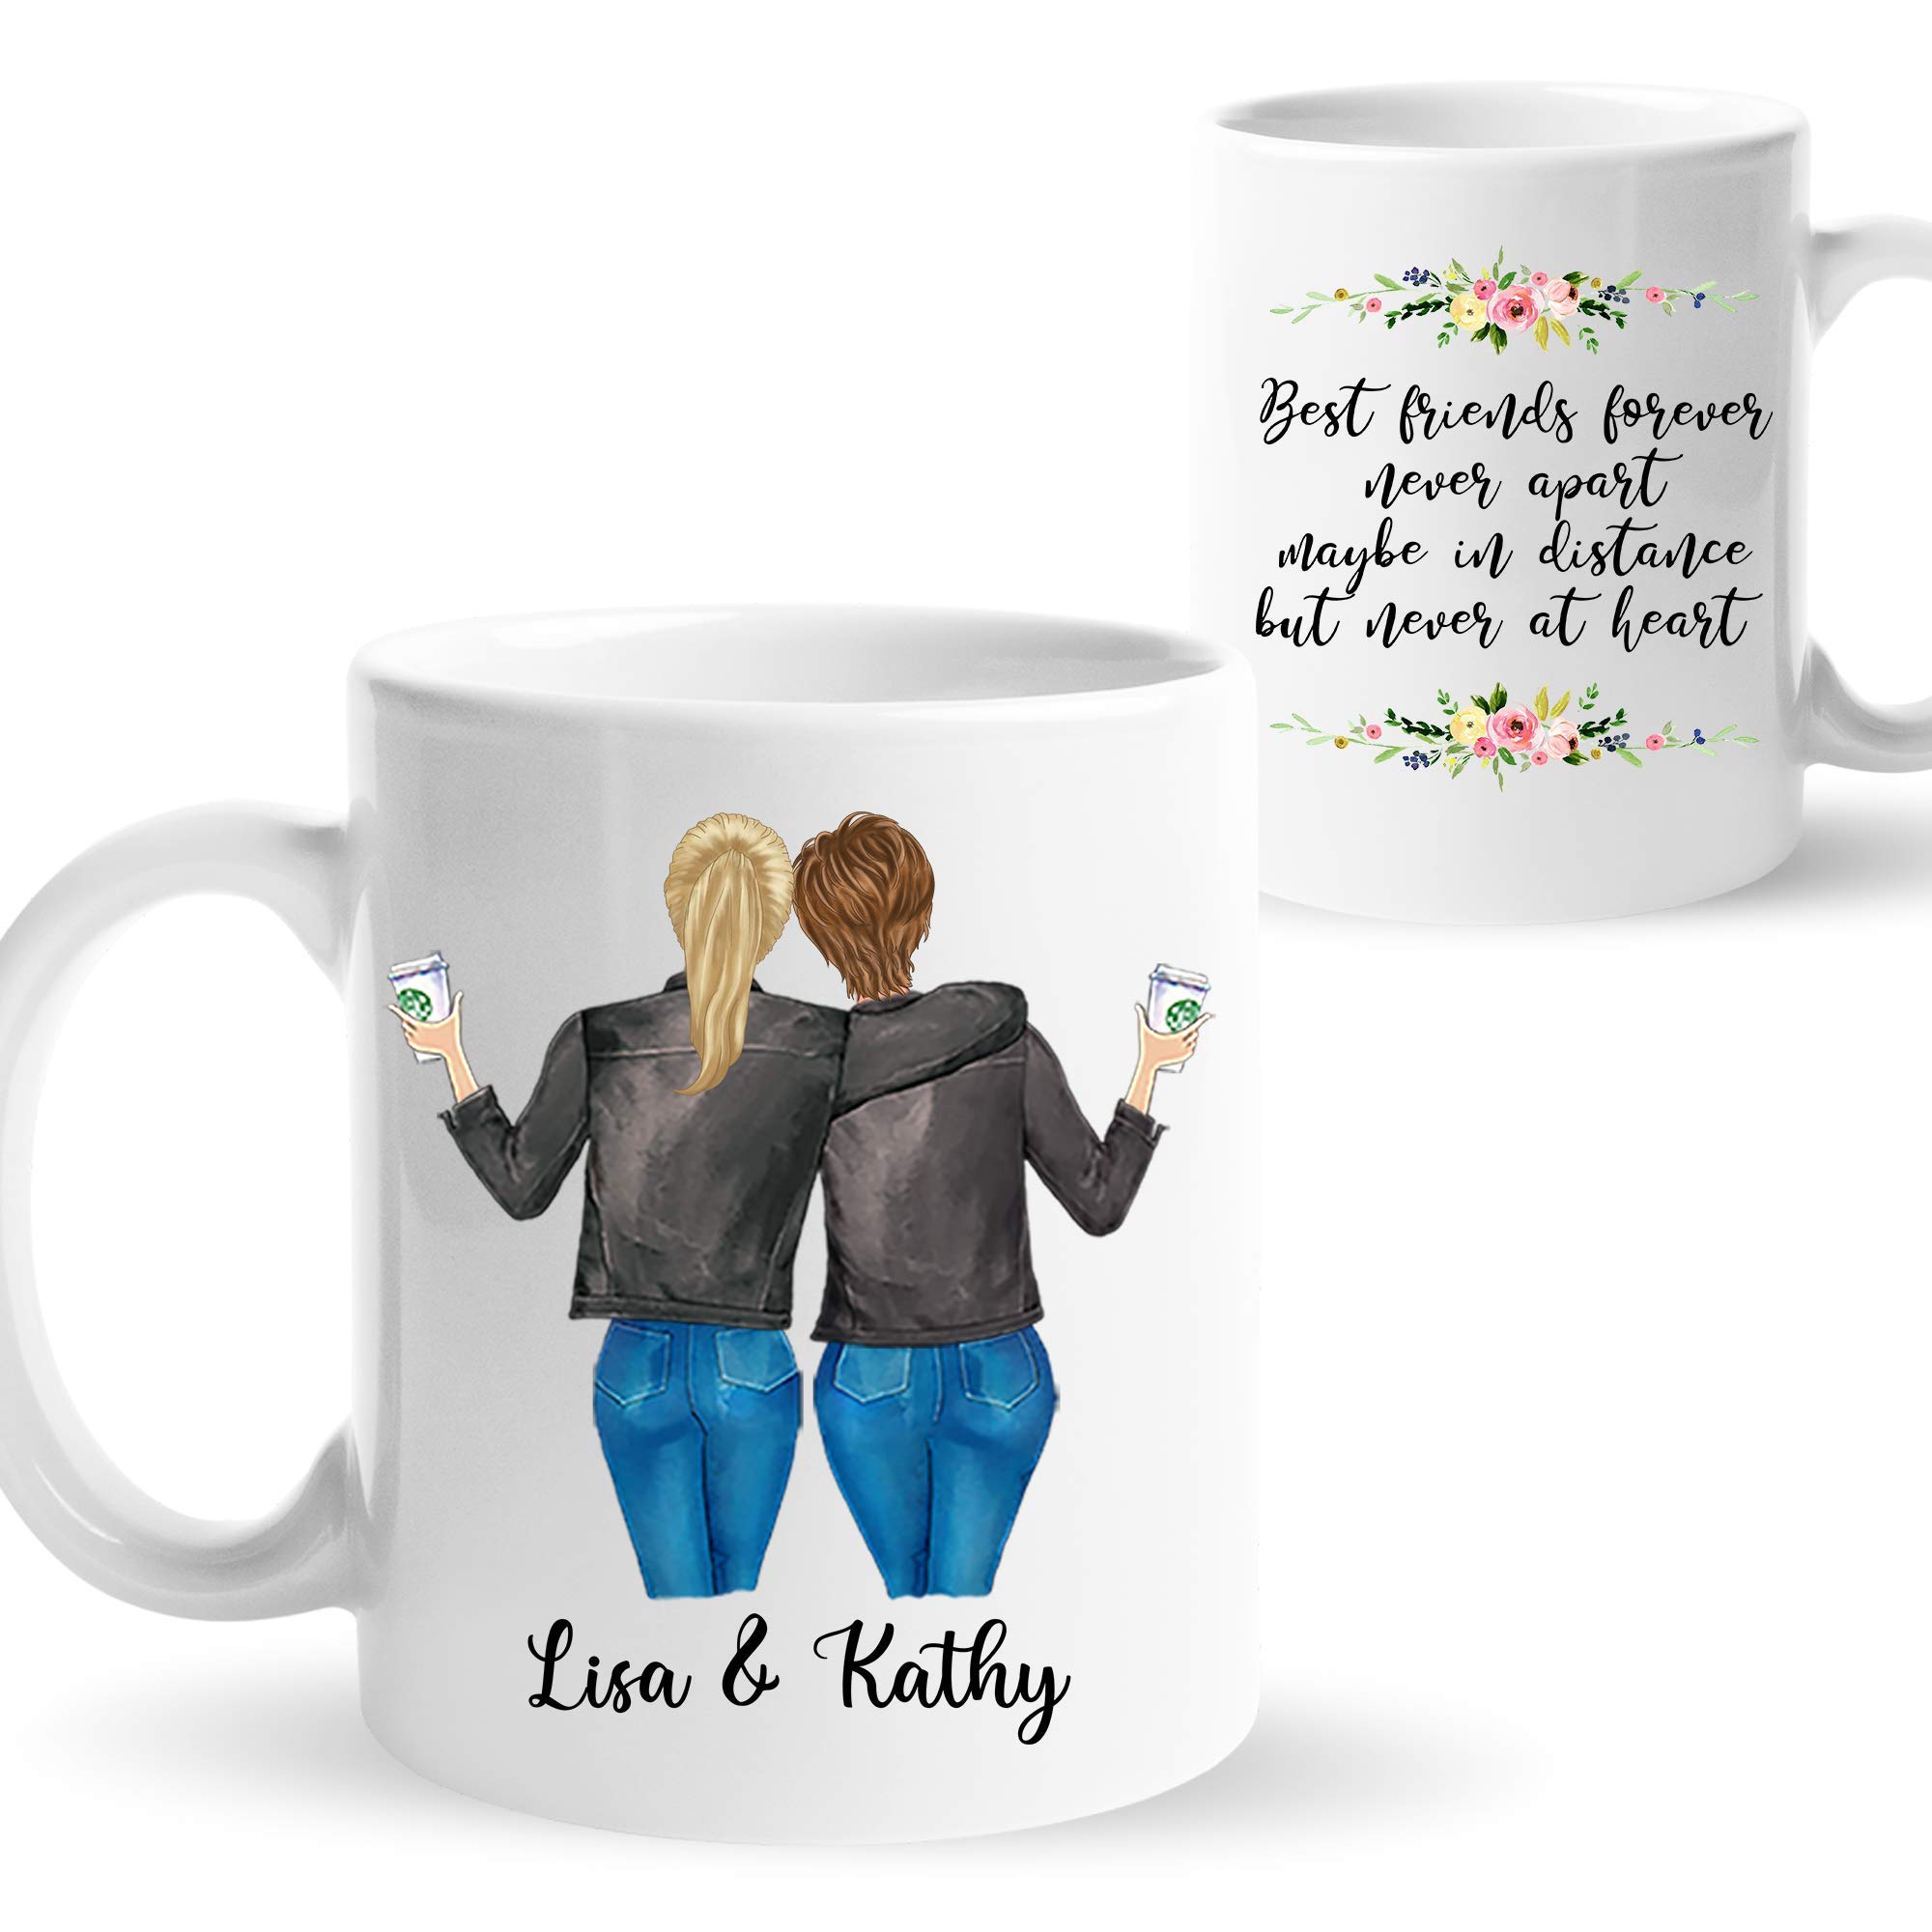 Best friends forever
never apart
maybe in distance
but never at heart
Lisa & Kathy